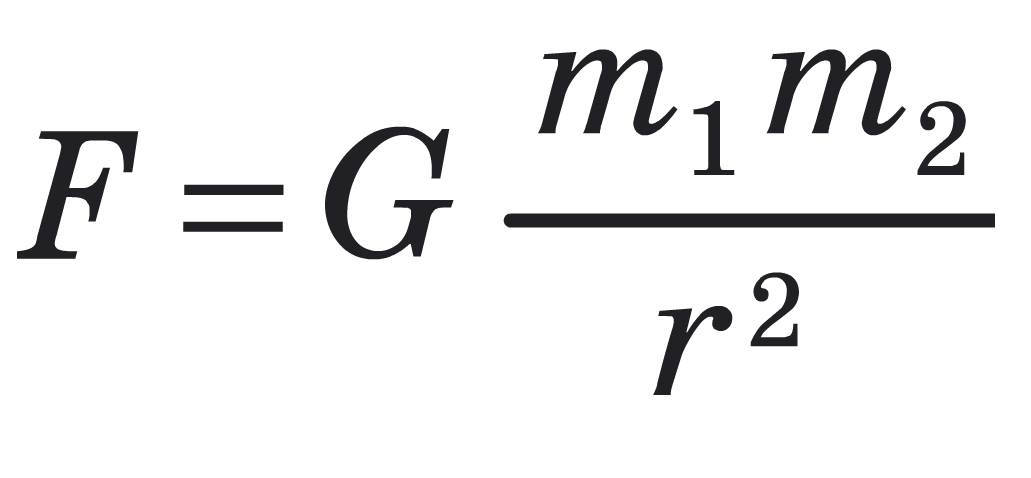 F = G m₁m₂ / r²